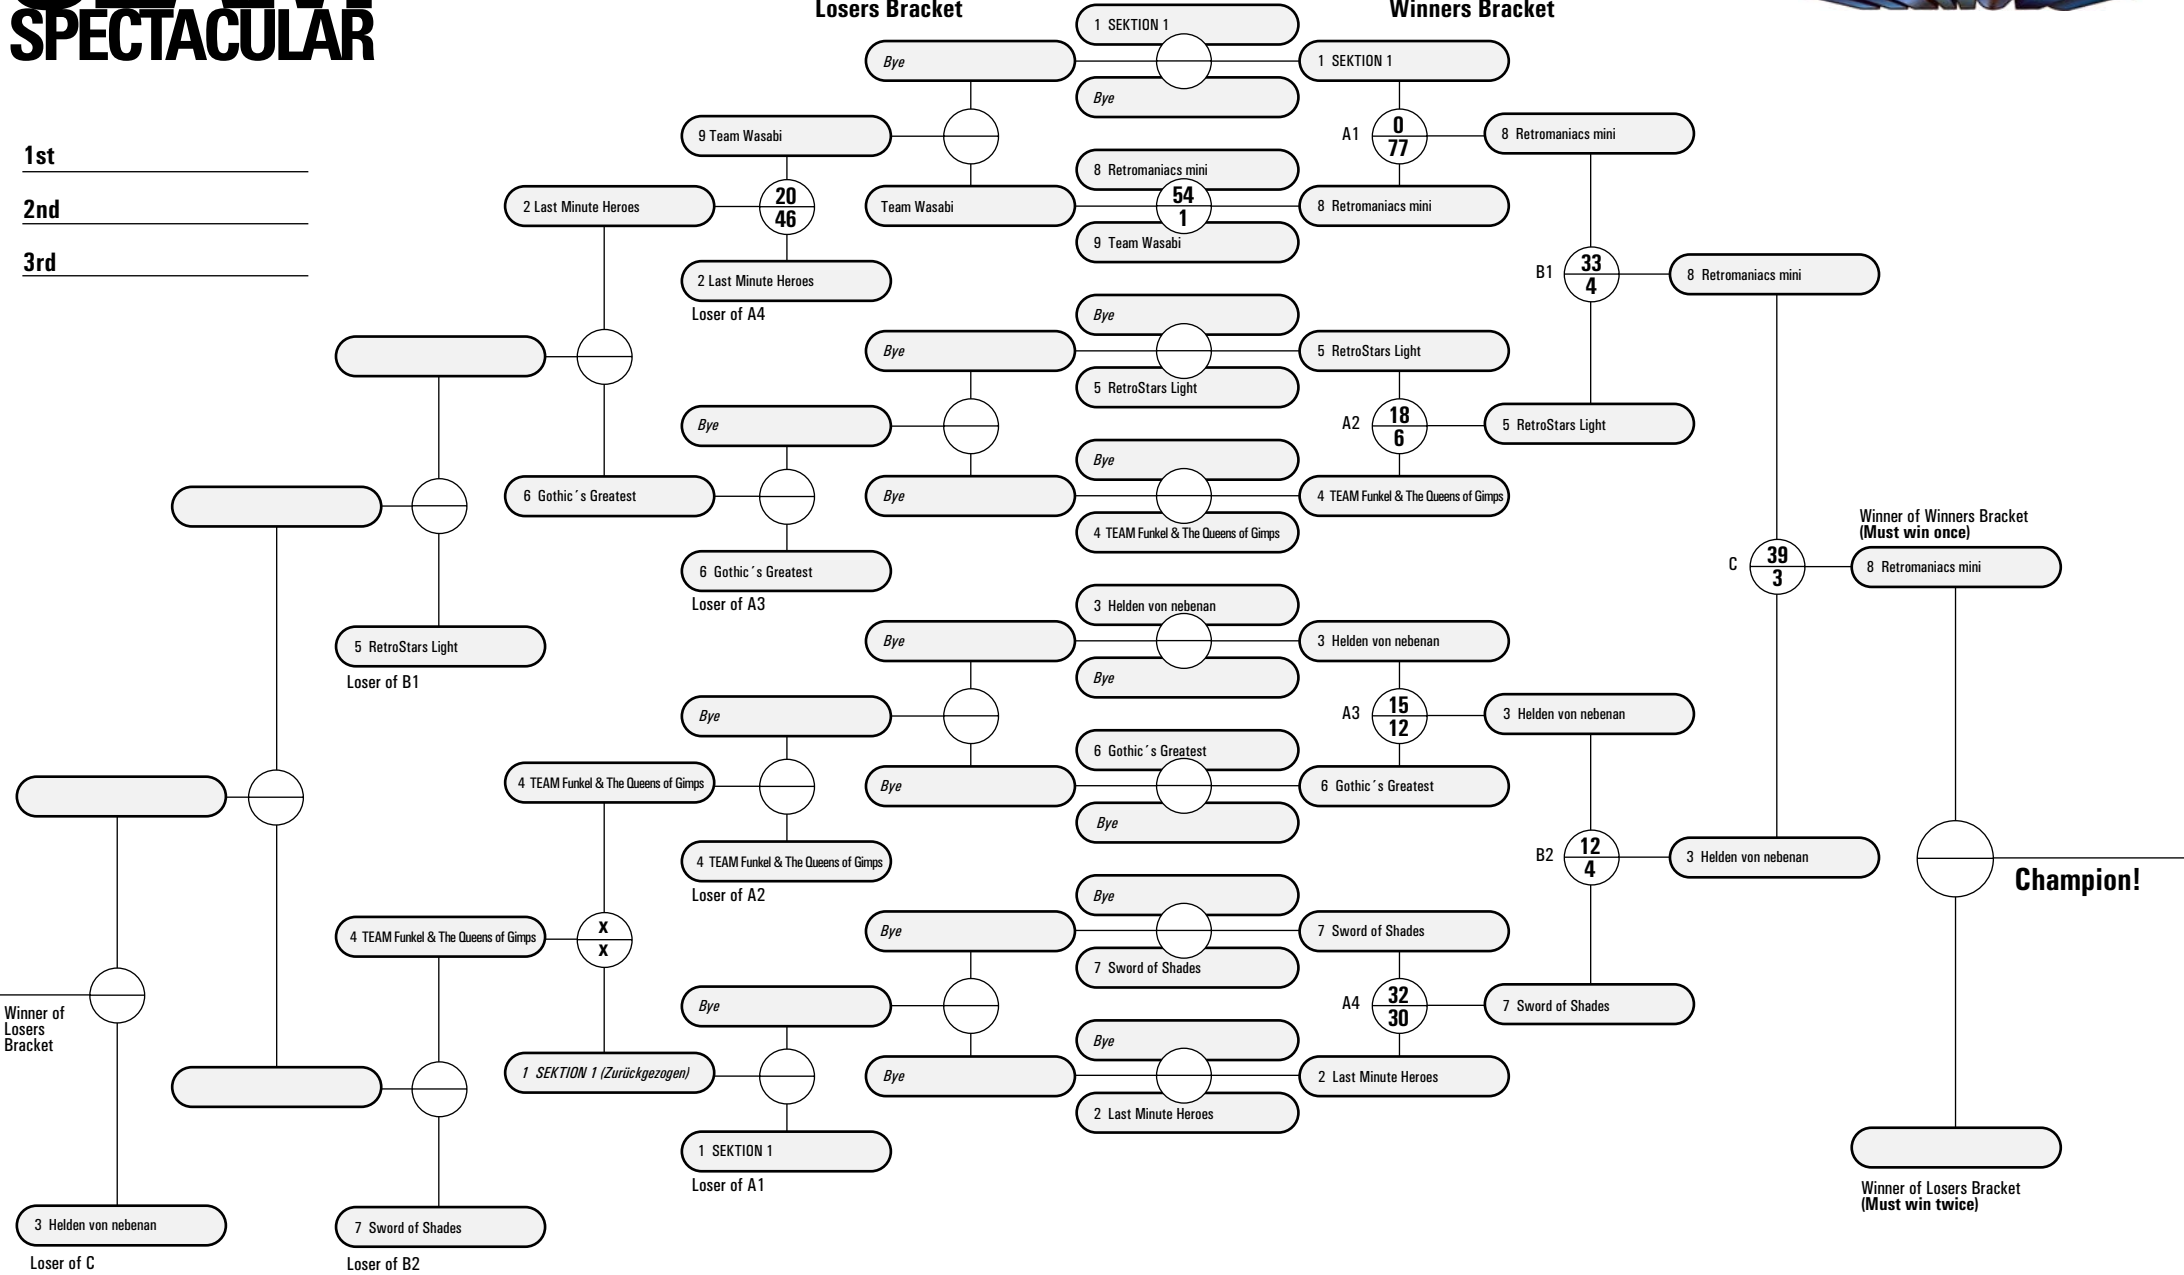 SPECTACULAR
1st
2nd
3rd
Losers Bracket
Winners Bracket
1 SEKTION 1
Bye
1 SEKTION 1
Bye
9 Team Wasabi
A1
0
77
8 Retromaniacs mini
8 Retromaniacs mini
2 Last Minute Heroes
20
46
Team Wasabi
54
1
8 Retromaniacs mini
9 Team Wasabi
2 Last Minute Heroes
Loser of A4
B1
33
4
8 Retromaniacs mini
Bye
Bye
5 RetroStars Light
5 RetroStars Light
Bye
A2
18
6
5 RetroStars Light
Bye
6 Gothic´s Greatest
Bye
4 TEAM Funkel & The Queens of Gimps
4 TEAM Funkel & The Queens of Gimps
6 Gothic´s Greatest
Loser of A3
Winner of Winners Bracket
(Must win once)
C
39
3
8 Retromaniacs mini
3 Helden von nebenan
5 RetroStars Light
Loser of B1
Bye
3 Helden von nebenan
Bye
Bye
A3
15
12
3 Helden von nebenan
6 Gothic´s Greatest
4 TEAM Funkel & The Queens of Gimps
Bye
6 Gothic´s Greatest
Bye
4 TEAM Funkel & The Queens of Gimps
Loser of A2
B2
12
4
3 Helden von nebenan
Champion!
Bye
4 TEAM Funkel & The Queens of Gimps
x
x
Bye
7 Sword of Shades
7 Sword of Shades
Bye
A4
32
30
7 Sword of Shades
Winner of
Losers
Bracket
Bye
1 SEKTION 1 (Zurückgezogen)
Bye
2 Last Minute Heroes
2 Last Minute Heroes
1 SEKTION 1
Loser of A1
Winner of Losers Bracket
(Must win twice)
3 Helden von nebenan
Loser of C
7 Sword of Shades
Loser of B2